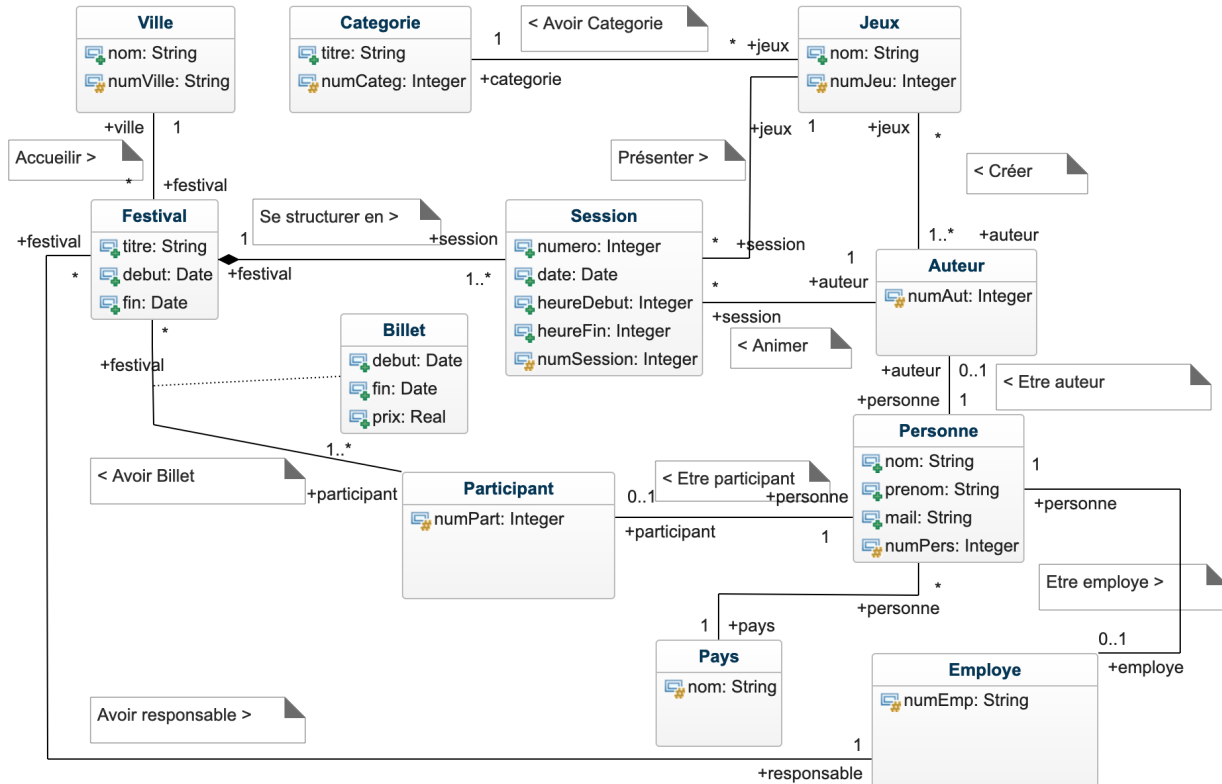 Ville
nom: String
numVille: String
Categorie
titre: String
numCateg: Integer
< Avoir Categorie
Jeux
nom: String
numJeu: Integer
1
+categorie
* +jeux
+ville 1
Accueilir >
* +festival
+jeux 1
Présenter >
+jeux *
< Créer
1..* +auteur
Festival
titre: String
debut: Date
fin: Date
Se structurer en >
1
+festival
+session
1..*
Session
numero: Integer
date: Date
heureDebut: Integer
heureFin: Integer
numSession: Integer
* +session
1
+auteur
*
+session
< Animer
Auteur
numAut: Integer
+festival
*
*
+festival
Billet
debut: Date
fin: Date
prix: Real
+auteur 0..1
< Etre auteur
+personne 1
1..*
+participant
< Avoir Billet
Participant
numPart: Integer
0..1
+participant
< Etre participant
+personne
1
Personne
nom: String
prenom: String
mail: String
numPers: Integer
1
+personne
Etre employe >
*
+personne
1 +pays
Pays
nom: String
0..1
+employe
Employe
numEmp: String
Avoir responsable >
1
+responsable